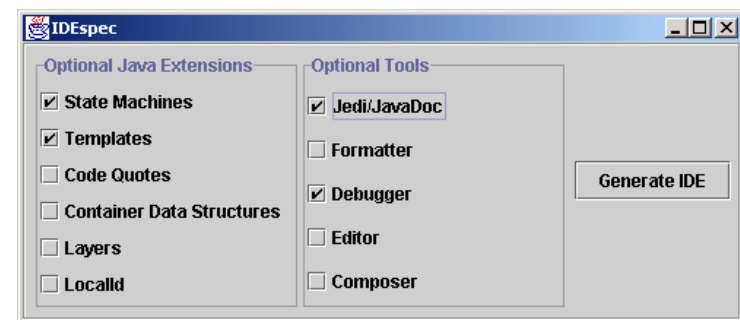 IDEspec
Optional Java Extensions
State Machines
Templates
Code Quotes
Container Data Structures
Layers
LocalId
Optional Tools
Jedi/JavaDoc
Formatter
Debugger
Editor
Composer
Generate IDE